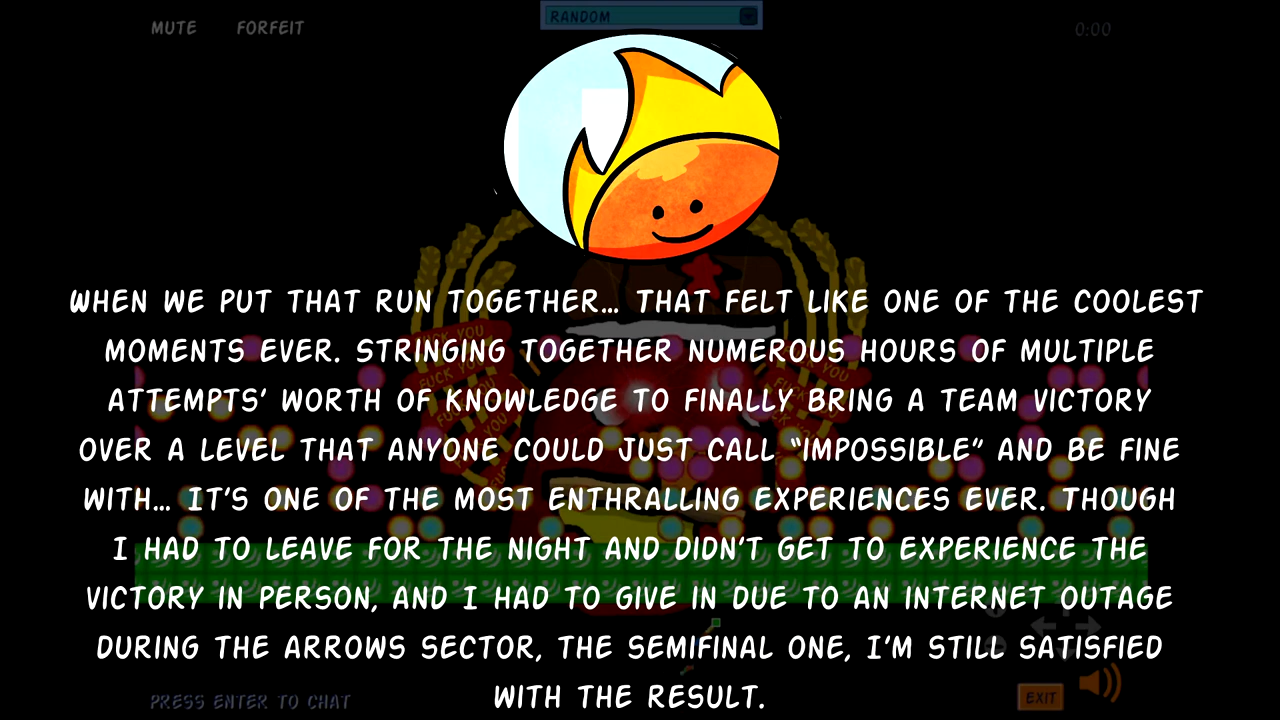 MUTE FORFEIT RANDOM 0:00
WHEN WE PUT THAT RUN TOGETHER... THAT FELT LIKE ONE OF THE COOLEST
MOMENTS EVER. STRINGING TOGETHER NUMEROUS HOURS OF MULTIPLE
ATTEMPTS' WORTH OF KNOWLEDGE TO FINALLY BRING A TEAM VICTORY
OVER A LEVEL THAT ANYONE COULD JUST CALL "IMPOSSIBLE" AND BE FINE
WITH... IT'S ONE OF THE MOST ENTHRALLING EXPERIENCES EVER. THOUGH
I HAD TO LEAVE FOR THE NIGHT AND DIDN'T GET TO EXPERIENCE THE
VICTORY IN PERSON, AND I HAD TO GIVE IN DUE TO AN INTERNET OUTAGE
DURING THE ARROWS SECTOR, THE SEMIFINAL ONE, I'M STILL SATISFIED
WITH THE RESULT.
PRESS ENTER TO CHAT EXIT